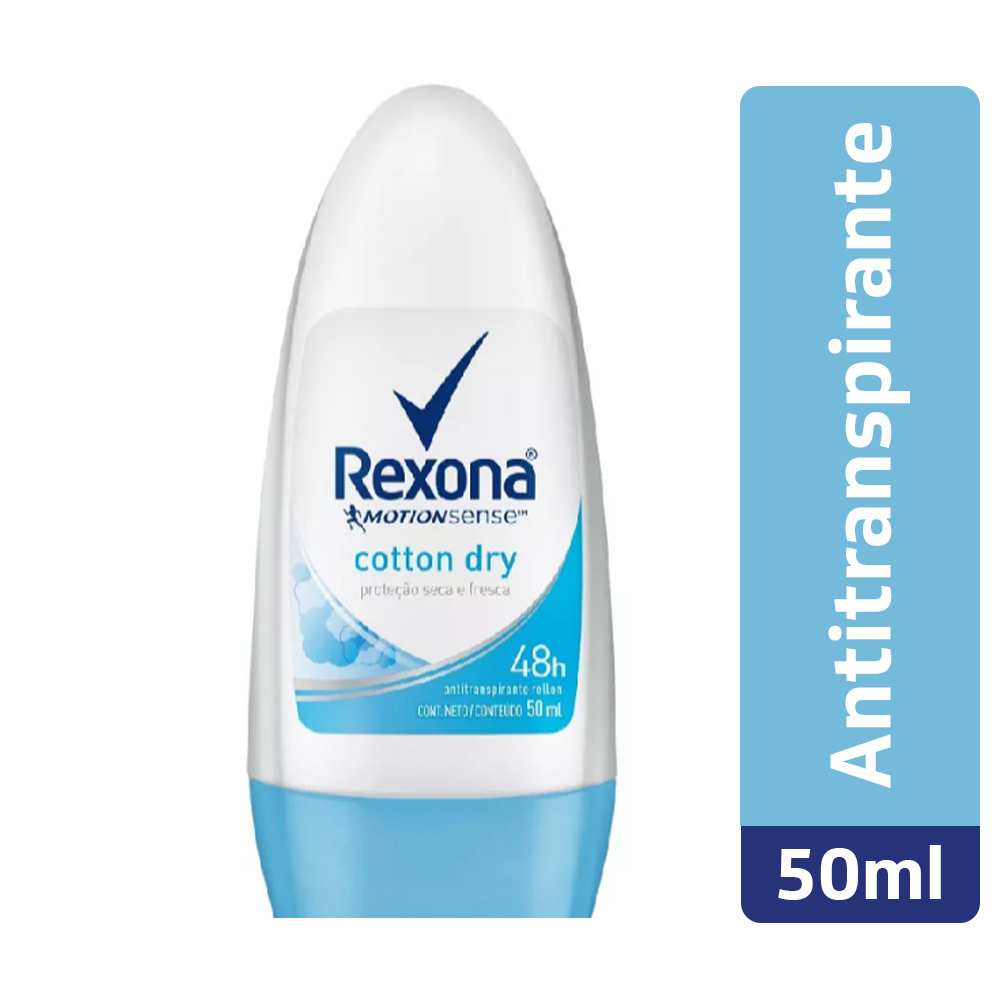 Rexona®
MOTIONsense™
cotton dry
proteção seca e fresca
48h
antitranspirante rollon
CONT. NETO / CONTEÚDO 50 ml
Antitranspirante
50ml